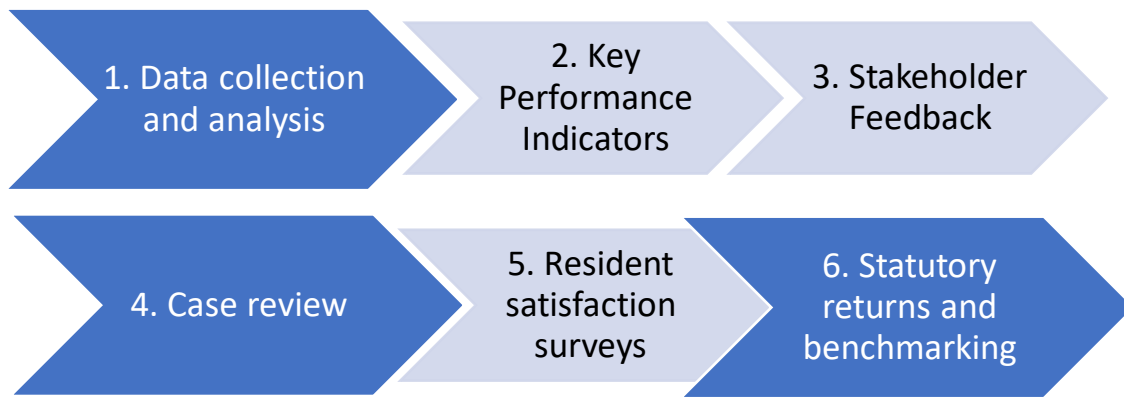 1. Data collection
and analysis
2. Key
Performance
Indicators
3. Stakeholder
Feedback
4. Case review
5. Resident
satisfaction
surveys
6. Statutory
returns and
benchmarking